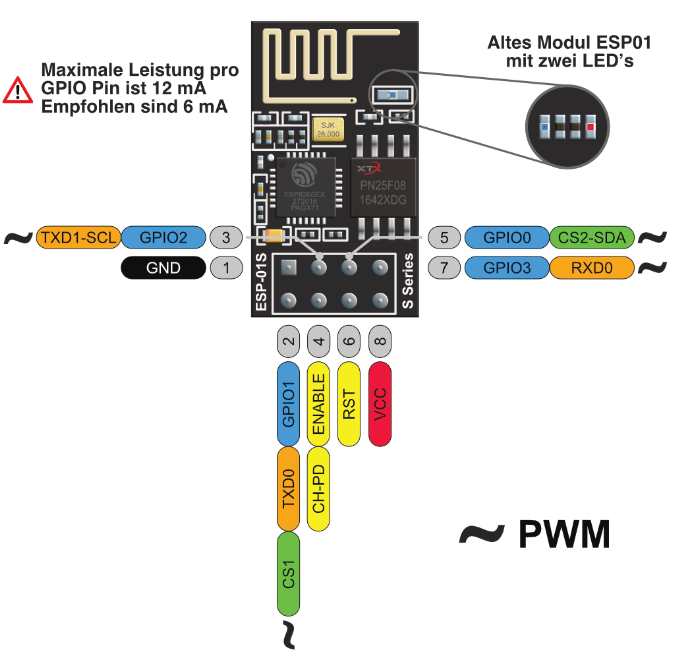 Maximale Leistung pro
GPIO Pin ist 12 mA
Empfohlen sind 6 mA
Altes Modul ESP01
mit zwei LED's
SJK
26.000
ESP8266EX
272016
PAGX71
XTX
PN25F08
1642XDG
~ TXD1-SCL GPIO2 3
GND 1
5 GPIO0 CS2-SDA ~
7 GPIO3 RXD0 ~
ESP-01S
S Series
2 GPIO1 TXD0 CS1 ~
4 ENABLE CH-PD
6 RST
8 VCC
~ PWM